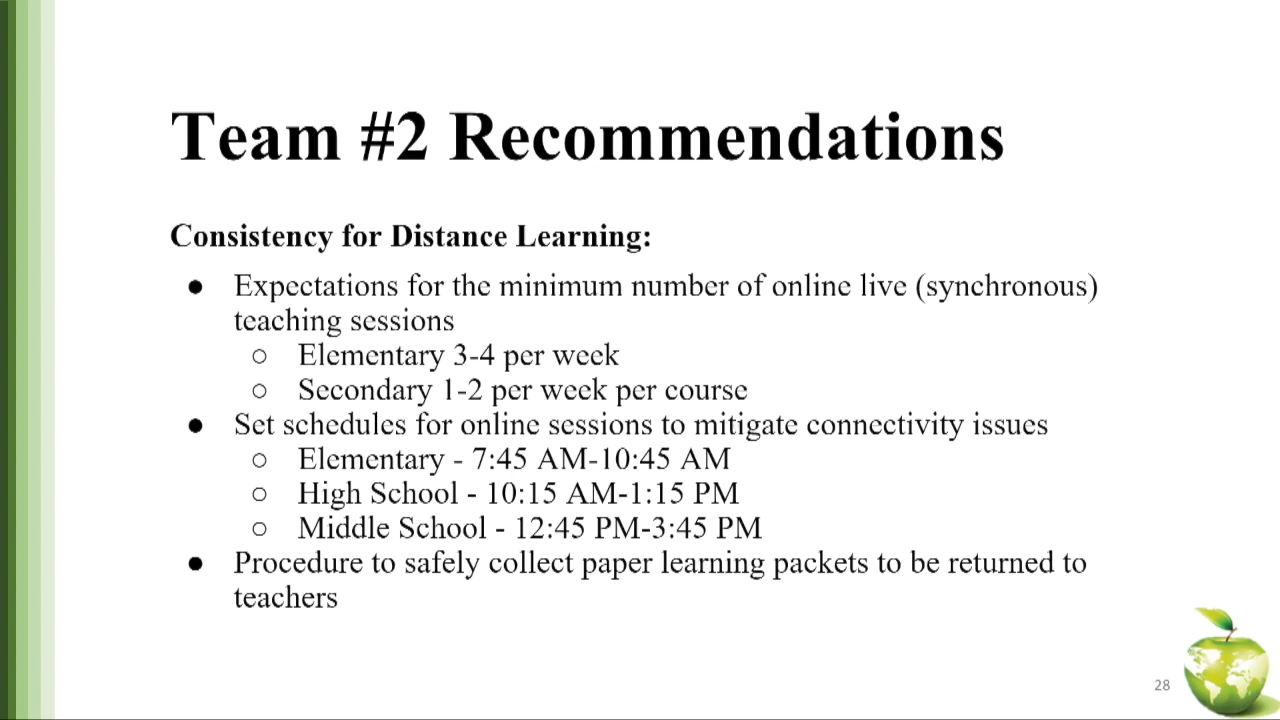 Team #2 Recommendations
Consistency for Distance Learning:
● Expectations for the minimum number of online live (synchronous)
teaching sessions
○ Elementary 3-4 per week
○ Secondary 1-2 per week per course
● Set schedules for online sessions to mitigate connectivity issues
○ Elementary - 7:45 AM-10:45 AM
○ High School - 10:15 AM-1:15 PM
○ Middle School - 12:45 PM-3:45 PM
● Procedure to safely collect paper learning packets to be returned to
teachers
28